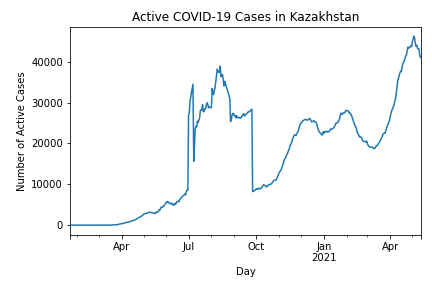 Active COVID-19 Cases in Kazakhstan
Number of Active Cases
40000
30000
20000
10000
0
Apr
Jul
Oct
Jan
2021
Apr
Day